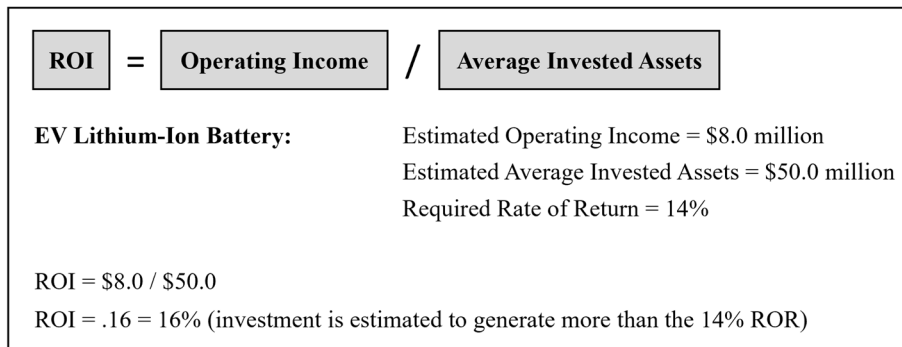 ROI = Operating Income / Average Invested Assets
EV Lithium-Ion Battery: Estimated Operating Income = $8.0 million
Estimated Average Invested Assets = $50.0 million
Required Rate of Return = 14%
ROI = $8.0 / $50.0
ROI = .16 = 16% (investment is estimated to generate more than the 14% ROR)